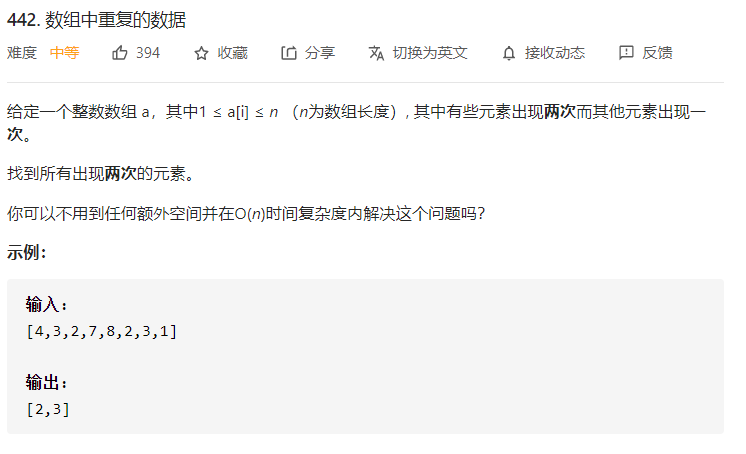 442. 数组中重复的数据
难度 中等 394 收藏 分享 切换为英文 接收动态 反馈
给定一个整数数组 a，其中1 ≤ a[i] ≤ n （n为数组长度）, 其中有些元素出现两次而其他元素出现一
次。
找到所有出现两次的元素。
你可以不用到任何额外空间并在O(n)时间复杂度内解决这个问题吗？
示例：
输入:
[4,3,2,7,8,2,3,1]
输出:
[2,3]